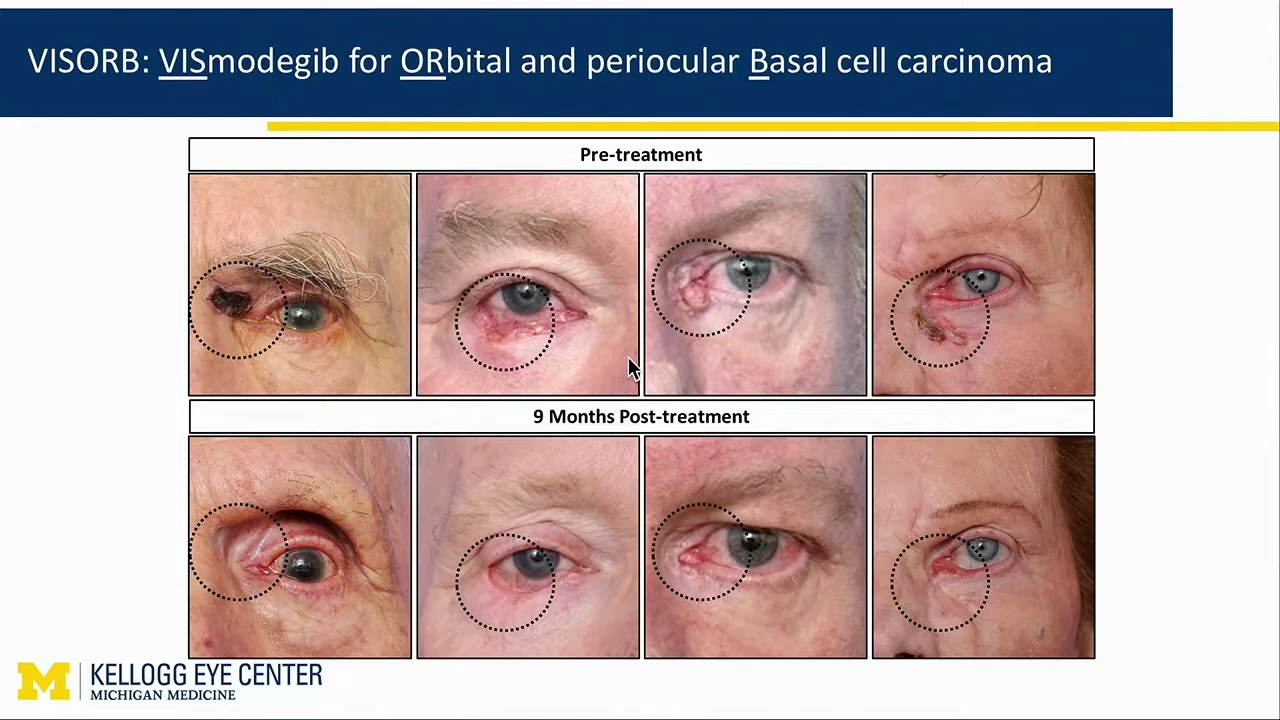 VISORB: VISmodegib for ORbital and periocular Basal cell carcinoma
Pre-treatment
9 Months Post-treatment
M
KELLOGG EYE CENTER
MICHIGAN MEDICINE